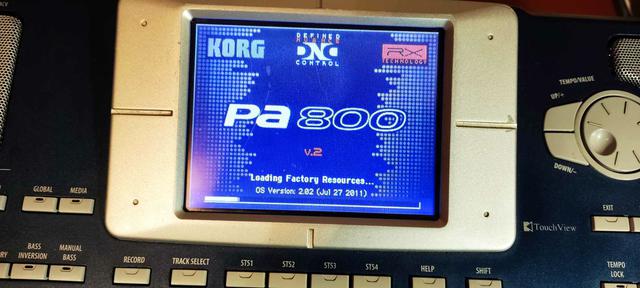 KORG
DEFINED
NUANCE
DNC
CONTROL
RX
TECHNOLOGY
Pa 800
v.2
Loading Factory Resources...
OS Version: 2.02 (Jul 27 2011)
TEMPO/VALUE
UP/+
DOWN/-
GLOBAL
MEDIA
EXIT
TouchView
BASS
INVERSION
MANUAL
BASS
RECORD
TRACK SELECT
STS1
STS2
STS3
STS4
HELP
SHIFT
TEMPO
LOCK